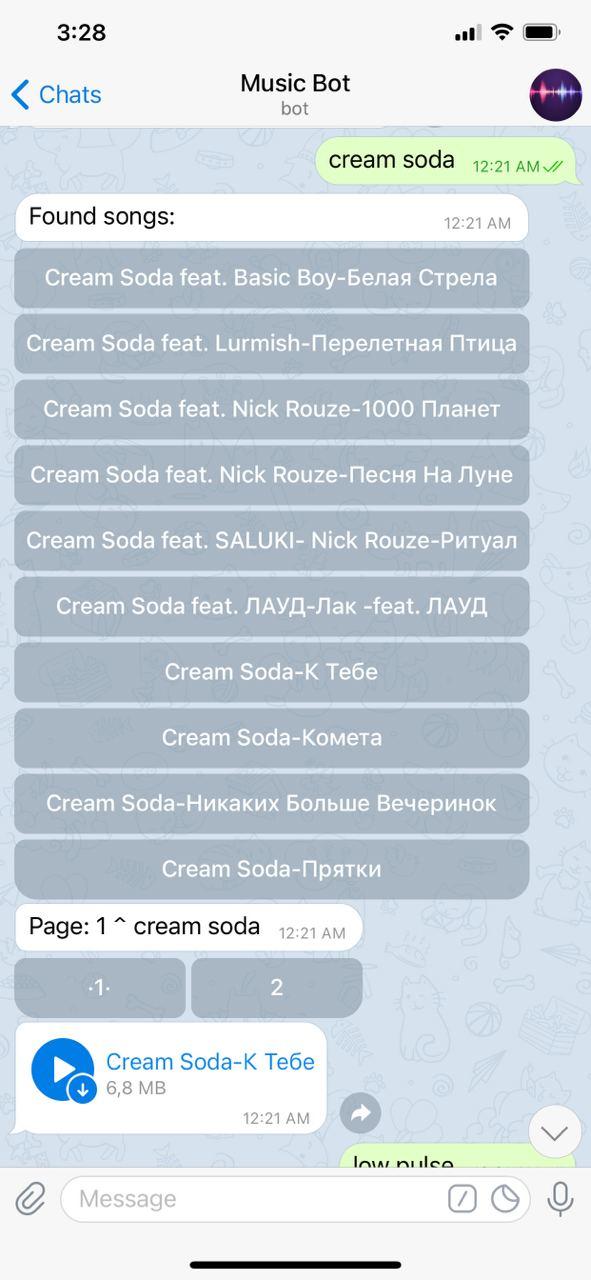 3:28
Chats
Music Bot
bot
cream soda 12:21 AM
Found songs: 12:21 AM
Cream Soda feat. Basic Boy-Белая Стрела
Cream Soda feat. Lurmish-Перелетная Птица
Cream Soda feat. Nick Rouze-1000 Планет
Cream Soda feat. Nick Rouze-Песня На Луне
Cream Soda feat. SALUKI- Nick Rouze-Ритуал
Cream Soda feat. ЛАУД-Лак -feat. ЛАУД
Cream Soda-К Тебе
Cream Soda-Комета
Cream Soda-Никаких Больше Вечеринок
Cream Soda-Прятки
Page: 1 ^ cream soda 12:21 AM
·1· 2
Cream Soda-К Тебе
6,8 MB
12:21 AM
low pulse
Message